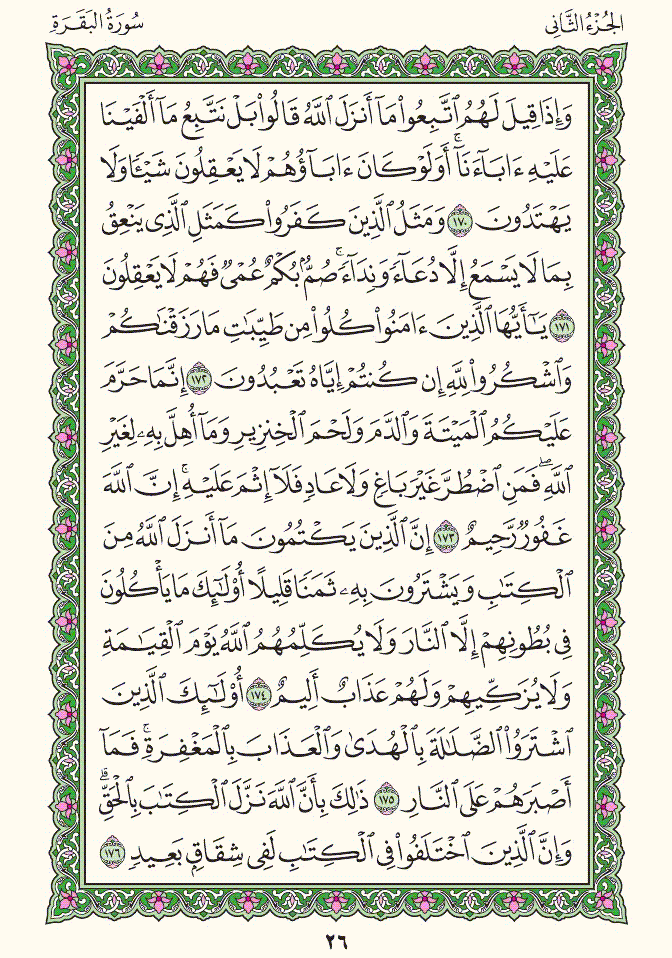 الجُزْءُ الثَّانِي
سُورَةُ البَقَرَةِ
وَإِذَا قِيلَ لَهُمُ ٱتَّبِعُوا۟ مَآ أَنزَلَ ٱللَّهُ قَالُوا۟ بَلْ نَتَّبِعُ مَآ أَلْفَيْنَا
عَلَيْهِ ءَابَآءَنَآ ۚ أَوَلَوْ كَانَ ءَابَآؤُهُمْ لَا يَعْقِلُونَ شَيْـًٔا وَلَا
يَهْتَدُونَ ١٧٠ وَمَثَلُ ٱلَّذِينَ كَفَرُوا۟ كَمَثَلِ ٱلَّذِى يَنْعِقُ
بِمَا لَا يَسْمَعُ إِلَّا دُعَآءً وَنِدَآءً ۚ صُمٌّۢ بُكْمٌ عُمْىٌ فَهُمْ لَا يَعْقِلُونَ
١٧١ يَـٰٓأَيُّهَا ٱلَّذِينَ ءَامَنُوا۟ كُلُوا۟ مِن طَيِّبَـٰتِ مَا رَزَقْنَـٰكُمْ
وَٱشْكُرُوا۟ لِلَّهِ إِن كُنتُمْ إِيَّاهُ تَعْبُدُونَ ١٧٢ إِنَّمَا حَرَّمَ
عَلَيْكُمُ ٱلْمَيْتَةَ وَٱلدَّمَ وَلَحْمَ ٱلْخِنزِيرِ وَمَآ أُهِلَّ بِهِۦ لِغَيْرِ
ٱللَّهِ ۖ فَمَنِ ٱضْطُرَّ غَيْرَ بَاغٍ وَلَا عَادٍ فَلَآ إِثْمَ عَلَيْهِ ۚ إِنَّ ٱللَّهَ
غَفُورٌ رَّحِيمٌ ١٧٣ إِنَّ ٱلَّذِينَ يَكْتُمُونَ مَآ أَنزَلَ ٱللَّهُ مِنَ
ٱلْكِتَـٰبِ وَيَشْتَرُونَ بِهِۦ ثَمَنًا قَلِيلًا أُو۟لَـٰٓئِكَ مَا يَأْكُلُونَ
فِى بُطُونِهِمْ إِلَّا ٱلنَّارَ وَلَا يُكَلِّمُهُمُ ٱللَّهُ يَوْمَ ٱلْقِيَـٰمَةِ
وَلَا يُزَكِّيهِمْ وَلَهُمْ عَذَابٌ أَلِيمٌ ١٧٤ أُو۟لَـٰٓئِكَ ٱلَّذِينَ
ٱشْتَرَوُا۟ ٱلضَّلَـٰلَةَ بِٱلْهُدَىٰ وَٱلْعَذَابَ بِٱلْمَغْفِرَةِ ۚ فَمَآ
أَصْبَرَهُمْ عَلَى ٱلنَّارِ ١٧٥ ذَٰلِكَ بِأَنَّ ٱللَّهَ نَزَّلَ ٱلْكِتَـٰبَ بِٱلْحَقِّ ۗ
وَإِنَّ ٱلَّذِينَ ٱخْتَلَفُوا۟ فِى ٱلْكِتَـٰبِ لَفِى شِقَاقٍۭ بَعِيدٍ ١٧٦
٢٦